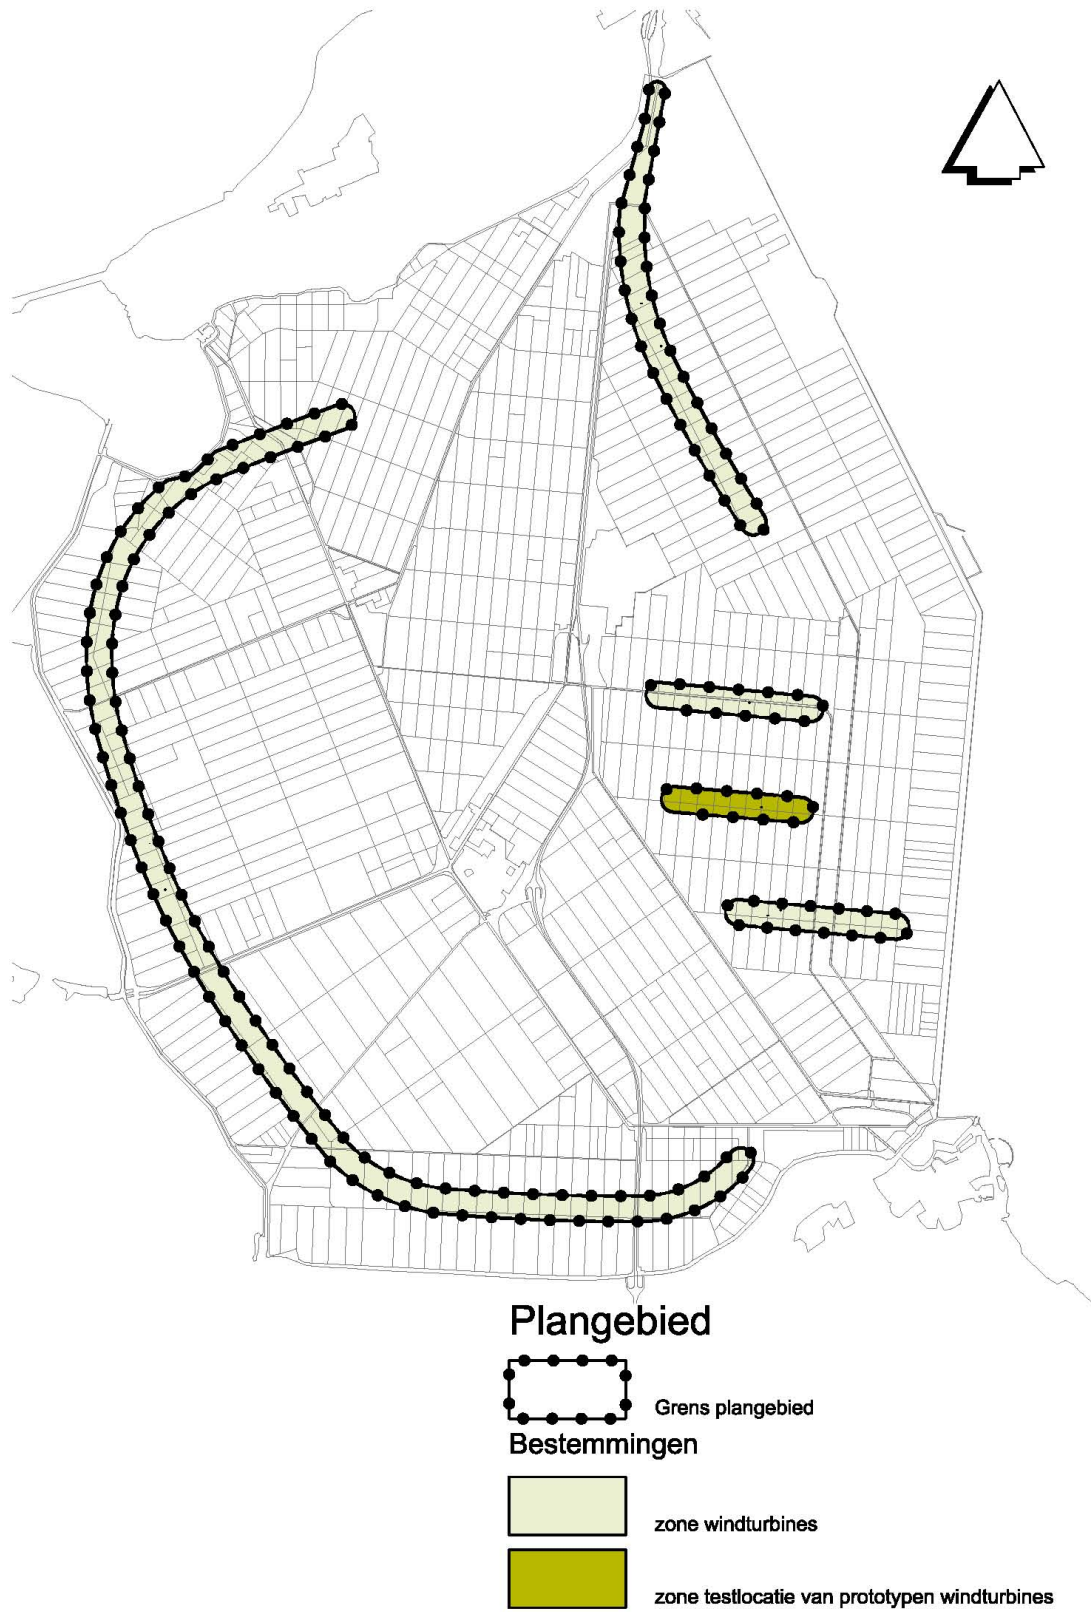 Plangebied
Grens plangebied
Bestemmingen
zone windturbines
zone testlocatie van prototypen windturbines